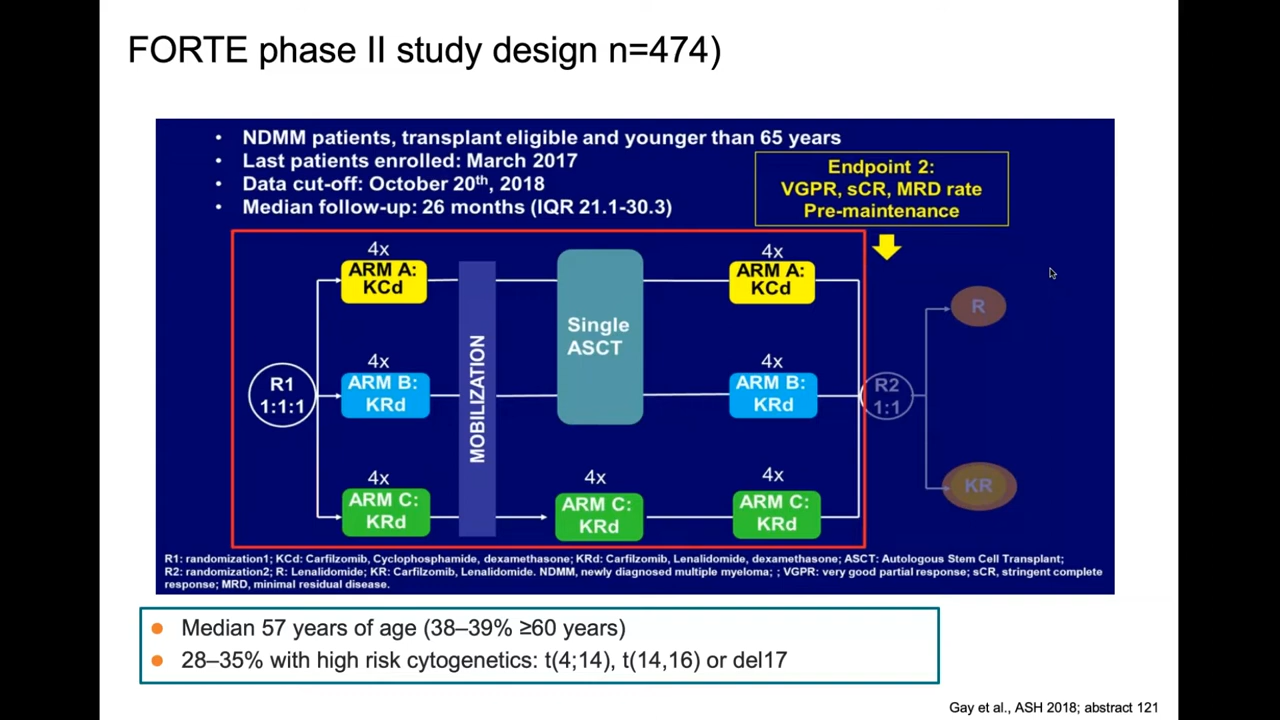 FORTE phase II study design n=474)
• NDMM patients, transplant eligible and younger than 65 years
• Last patients enrolled: March 2017
• Data cut-off: October 20th, 2018
• Median follow-up: 26 months (IQR 21.1-30.3)
Endpoint 2:
VGPR, sCR, MRD rate
Pre-maintenance
R1
1:1:1
4x
ARM A:
KCd
4x
ARM B:
KRd
4x
ARM C:
KRd
MOBILIZATION
Single
ASCT
4x
ARM C:
KRd
4x
ARM A:
KCd
4x
ARM B:
KRd
4x
ARM C:
KRd
R2
1:1
R
KR
R1: randomization1; KCd: Carfilzomib, Cyclophosphamide, dexamethasone; KRd: Carfilzomib, Lenalidomide, dexamethasone; ASCT: Autologous Stem Cell Transplant;
R2: randomization2; R: Lenalidomide; KR: Carfilzomib, Lenalidomide. NDMM, newly diagnosed multiple myeloma; ; VGPR: very good partial response; sCR, stringent complete
response; MRD, minimal residual disease.
• Median 57 years of age (38–39% ≥60 years)
• 28–35% with high risk cytogenetics: t(4;14), t(14,16) or del17
Gay et al., ASH 2018; abstract 121